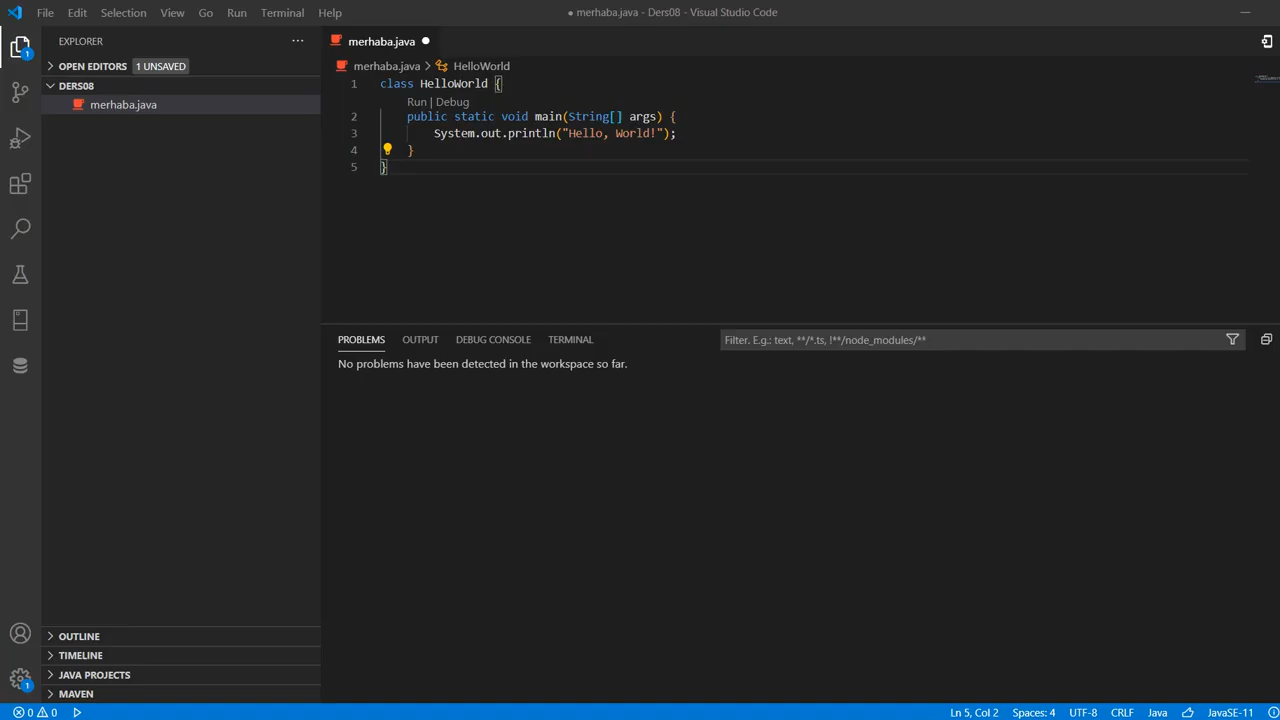 File Edit Selection View Go Run Terminal Help
● merhaba.java - Ders08 - Visual Studio Code
1
EXPLORER
OPEN EDITORS 1 UNSAVED
DERS08
merhaba.java
OUTLINE
TIMELINE
JAVA PROJECTS
MAVEN
1
merhaba.java
merhaba.java > HelloWorld
1 class HelloWorld {
Run | Debug
2 public static void main(String[] args) {
3 System.out.println("Hello, World!");
4 }
5 }
PROBLEMS OUTPUT DEBUG CONSOLE TERMINAL
Filter. E.g.: text, **/*.ts, !**/node_modules/**
No problems have been detected in the workspace so far.
0 0 Ln 5, Col 2 Spaces: 4 UTF-8 CRLF Java JavaSE-11